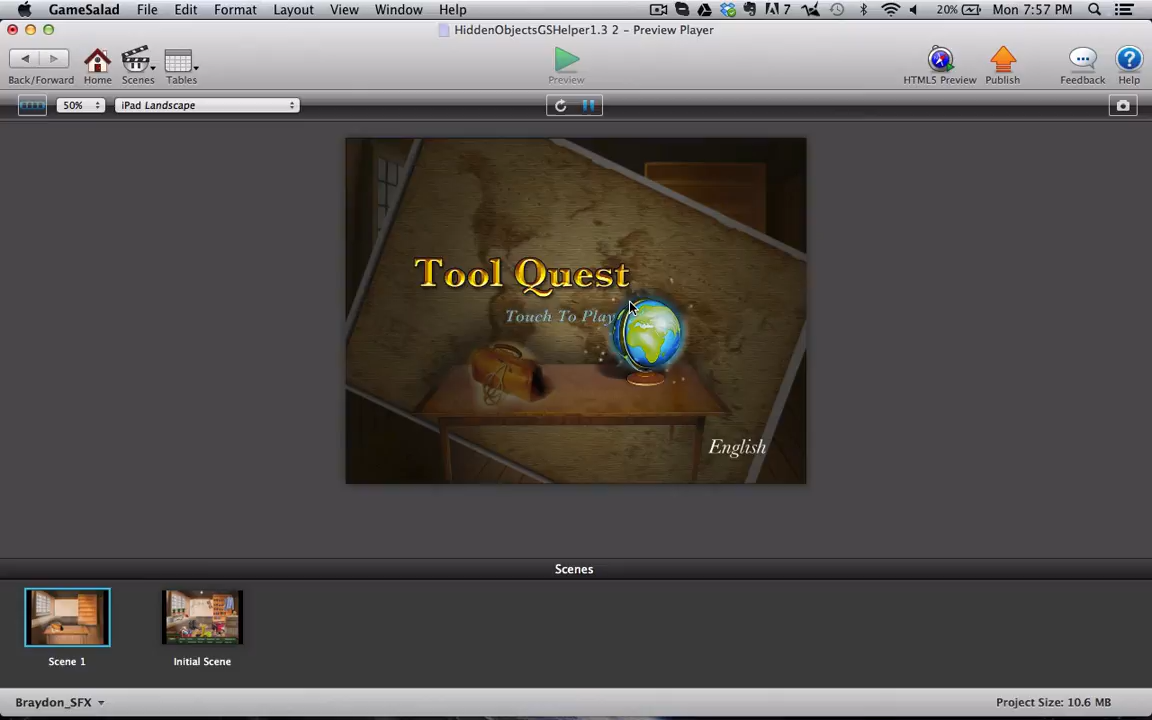 GameSalad File Edit Format Layout View Window Help 7 20% Mon 7:57 PM
HiddenObjectsGSHelper1.3 2 – Preview Player
Back/Forward Home Scenes Tables Preview HTML5 Preview Publish Feedback Help
50% iPad Landscape
Tool Quest
Touch To Play
English
Scenes
Scene 1 Initial Scene
Braydon_SFX Project Size: 10.6 MB